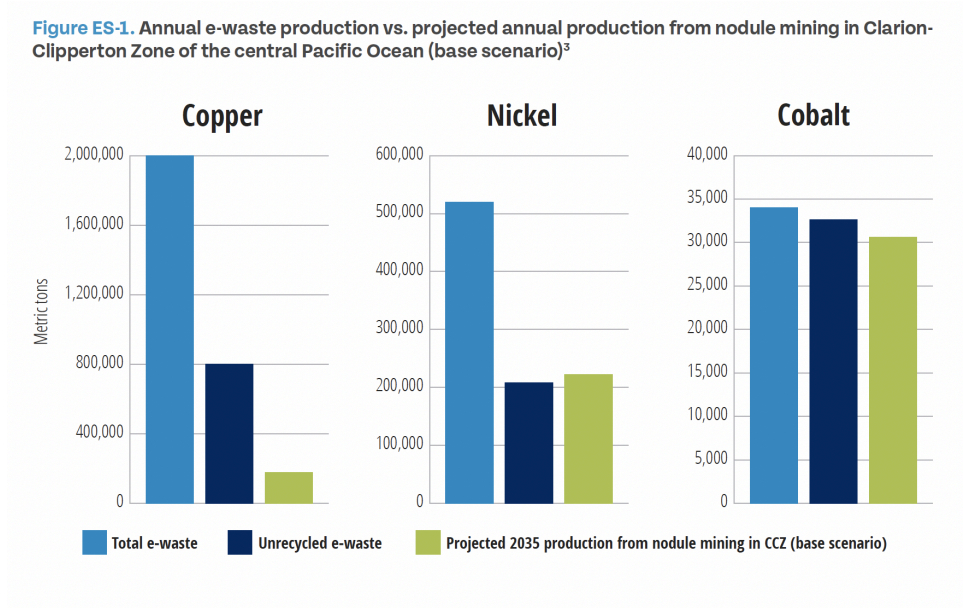 Figure ES-1. Annual e-waste production vs. projected annual production from nodule mining in Clarion-
Clipperton Zone of the central Pacific Ocean (base scenario)³
Copper
Nickel
Cobalt
Metric tons
2,000,000
1,600,000
1,200,000
800,000
400,000
0
600,000
500,000
400,000
300,000
200,000
100,000
0
40,000
35,000
30,000
25,000
20,000
15,000
10,000
5,000
0
Total e-waste
Unrecycled e-waste
Projected 2035 production from nodule mining in CCZ (base scenario)